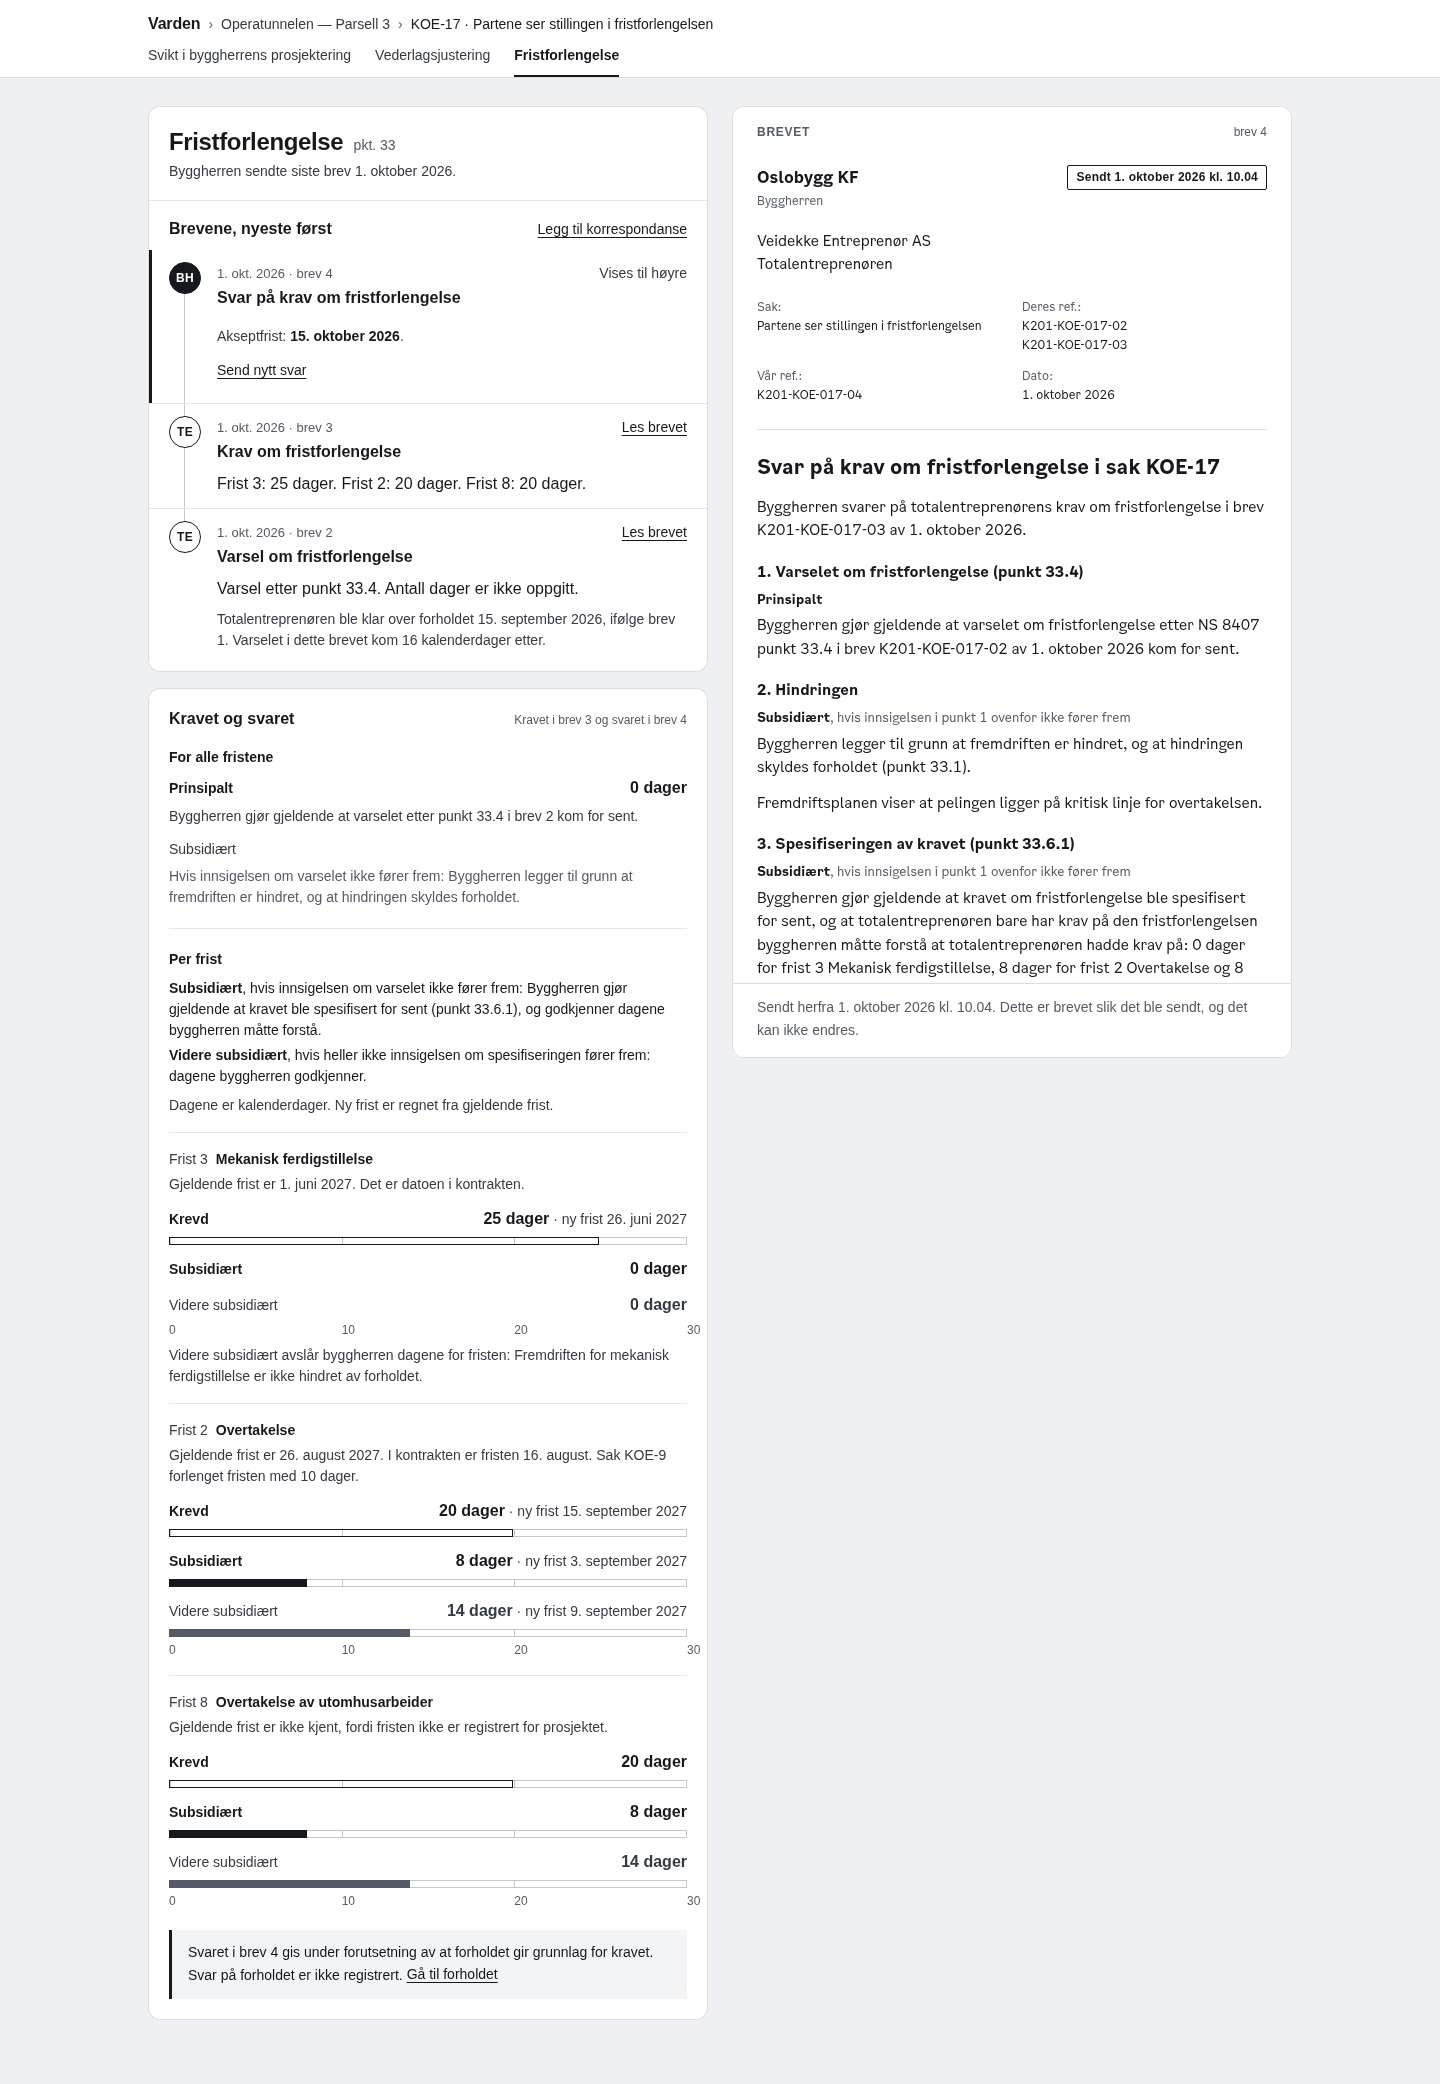 Varden › Operatunnelen — Parsell 3 › KOE-17 · Partene ser stillingen i fristforlengelsen
Svikt i byggherrens prosjektering Vederlagsjustering Fristforlengelse
Fristforlengelse pkt. 33
Byggherren sendte siste brev 1. oktober 2026.
Brevene, nyeste først Legg til korrespondanse
BH 1. okt. 2026 · brev 4 Vises til høyre
Svar på krav om fristforlengelse
Akseptfrist: 15. oktober 2026.
Send nytt svar
TE 1. okt. 2026 · brev 3 Les brevet
Krav om fristforlengelse
Frist 3: 25 dager. Frist 2: 20 dager. Frist 8: 20 dager.
TE 1. okt. 2026 · brev 2 Les brevet
Varsel om fristforlengelse
Varsel etter punkt 33.4. Antall dager er ikke oppgitt.
Totalentreprenøren ble klar over forholdet 15. september 2026, ifølge brev
1. Varselet i dette brevet kom 16 kalenderdager etter.
Kravet og svaret Kravet i brev 3 og svaret i brev 4
For alle fristene
Prinsipalt 0 dager
Byggherren gjør gjeldende at varselet etter punkt 33.4 i brev 2 kom for sent.
Subsidiært
Hvis innsigelsen om varselet ikke fører frem: Byggherren legger til grunn at
fremdriften er hindret, og at hindringen skyldes forholdet.
Per frist
Subsidiært, hvis innsigelsen om varselet ikke fører frem: Byggherren gjør
gjeldende at kravet ble spesifisert for sent (punkt 33.6.1), og godkjenner dagene
byggherren måtte forstå.
Videre subsidiært, hvis heller ikke innsigelsen om spesifiseringen fører frem:
dagene byggherren godkjenner.
Dagene er kalenderdager. Ny frist er regnet fra gjeldende frist.
Frist 3 Mekanisk ferdigstillelse
Gjeldende frist er 1. juni 2027. Det er datoen i kontrakten.
Krevd 25 dager · ny frist 26. juni 2027
Subsidiært 0 dager
Videre subsidiært 0 dager
0 10 20 30
Videre subsidiært avslår byggherren dagene for fristen: Fremdriften for mekanisk
ferdigstillelse er ikke hindret av forholdet.
Frist 2 Overtakelse
Gjeldende frist er 26. august 2027. I kontrakten er fristen 16. august. Sak KOE-9
forlenget fristen med 10 dager.
Krevd 20 dager · ny frist 15. september 2027
Subsidiært 8 dager · ny frist 3. september 2027
Videre subsidiært 14 dager · ny frist 9. september 2027
0 10 20 30
Frist 8 Overtakelse av utomhusarbeider
Gjeldende frist er ikke kjent, fordi fristen ikke er registrert for prosjektet.
Krevd 20 dager
Subsidiært 8 dager
Videre subsidiært 14 dager
0 10 20 30
Svaret i brev 4 gis under forutsetning av at forholdet gir grunnlag for kravet.
Svar på forholdet er ikke registrert. Gå til forholdet
BREVET brev 4
Oslobygg KF Sendt 1. oktober 2026 kl. 10.04
Byggherren
Veidekke Entreprenør AS
Totalentreprenøren
Sak: Deres ref.:
Partene ser stillingen i fristforlengelsen K201-KOE-017-02
K201-KOE-017-03
Vår ref.: Dato:
K201-KOE-017-04 1. oktober 2026
Svar på krav om fristforlengelse i sak KOE-17
Byggherren svarer på totalentreprenørens krav om fristforlengelse i brev
K201-KOE-017-03 av 1. oktober 2026.
1. Varselet om fristforlengelse (punkt 33.4)
Prinsipalt
Byggherren gjør gjeldende at varselet om fristforlengelse etter NS 8407
punkt 33.4 i brev K201-KOE-017-02 av 1. oktober 2026 kom for sent.
2. Hindringen
Subsidiært, hvis innsigelsen i punkt 1 ovenfor ikke fører frem
Byggherren legger til grunn at fremdriften er hindret, og at hindringen
skyldes forholdet (punkt 33.1).
Fremdriftsplanen viser at pelingen ligger på kritisk linje for overtakelsen.
3. Spesifiseringen av kravet (punkt 33.6.1)
Subsidiært, hvis innsigelsen i punkt 1 ovenfor ikke fører frem
Byggherren gjør gjeldende at kravet om fristforlengelse ble spesifisert
for sent, og at totalentreprenøren bare har krav på den fristforlengelsen
byggherren måtte forstå at totalentreprenøren hadde krav på: 0 dager
for frist 3 Mekanisk ferdigstillelse, 8 dager for frist 2 Overtakelse og 8
Sendt herfra 1. oktober 2026 kl. 10.04. Dette er brevet slik det ble sendt, og det
kan ikke endres.